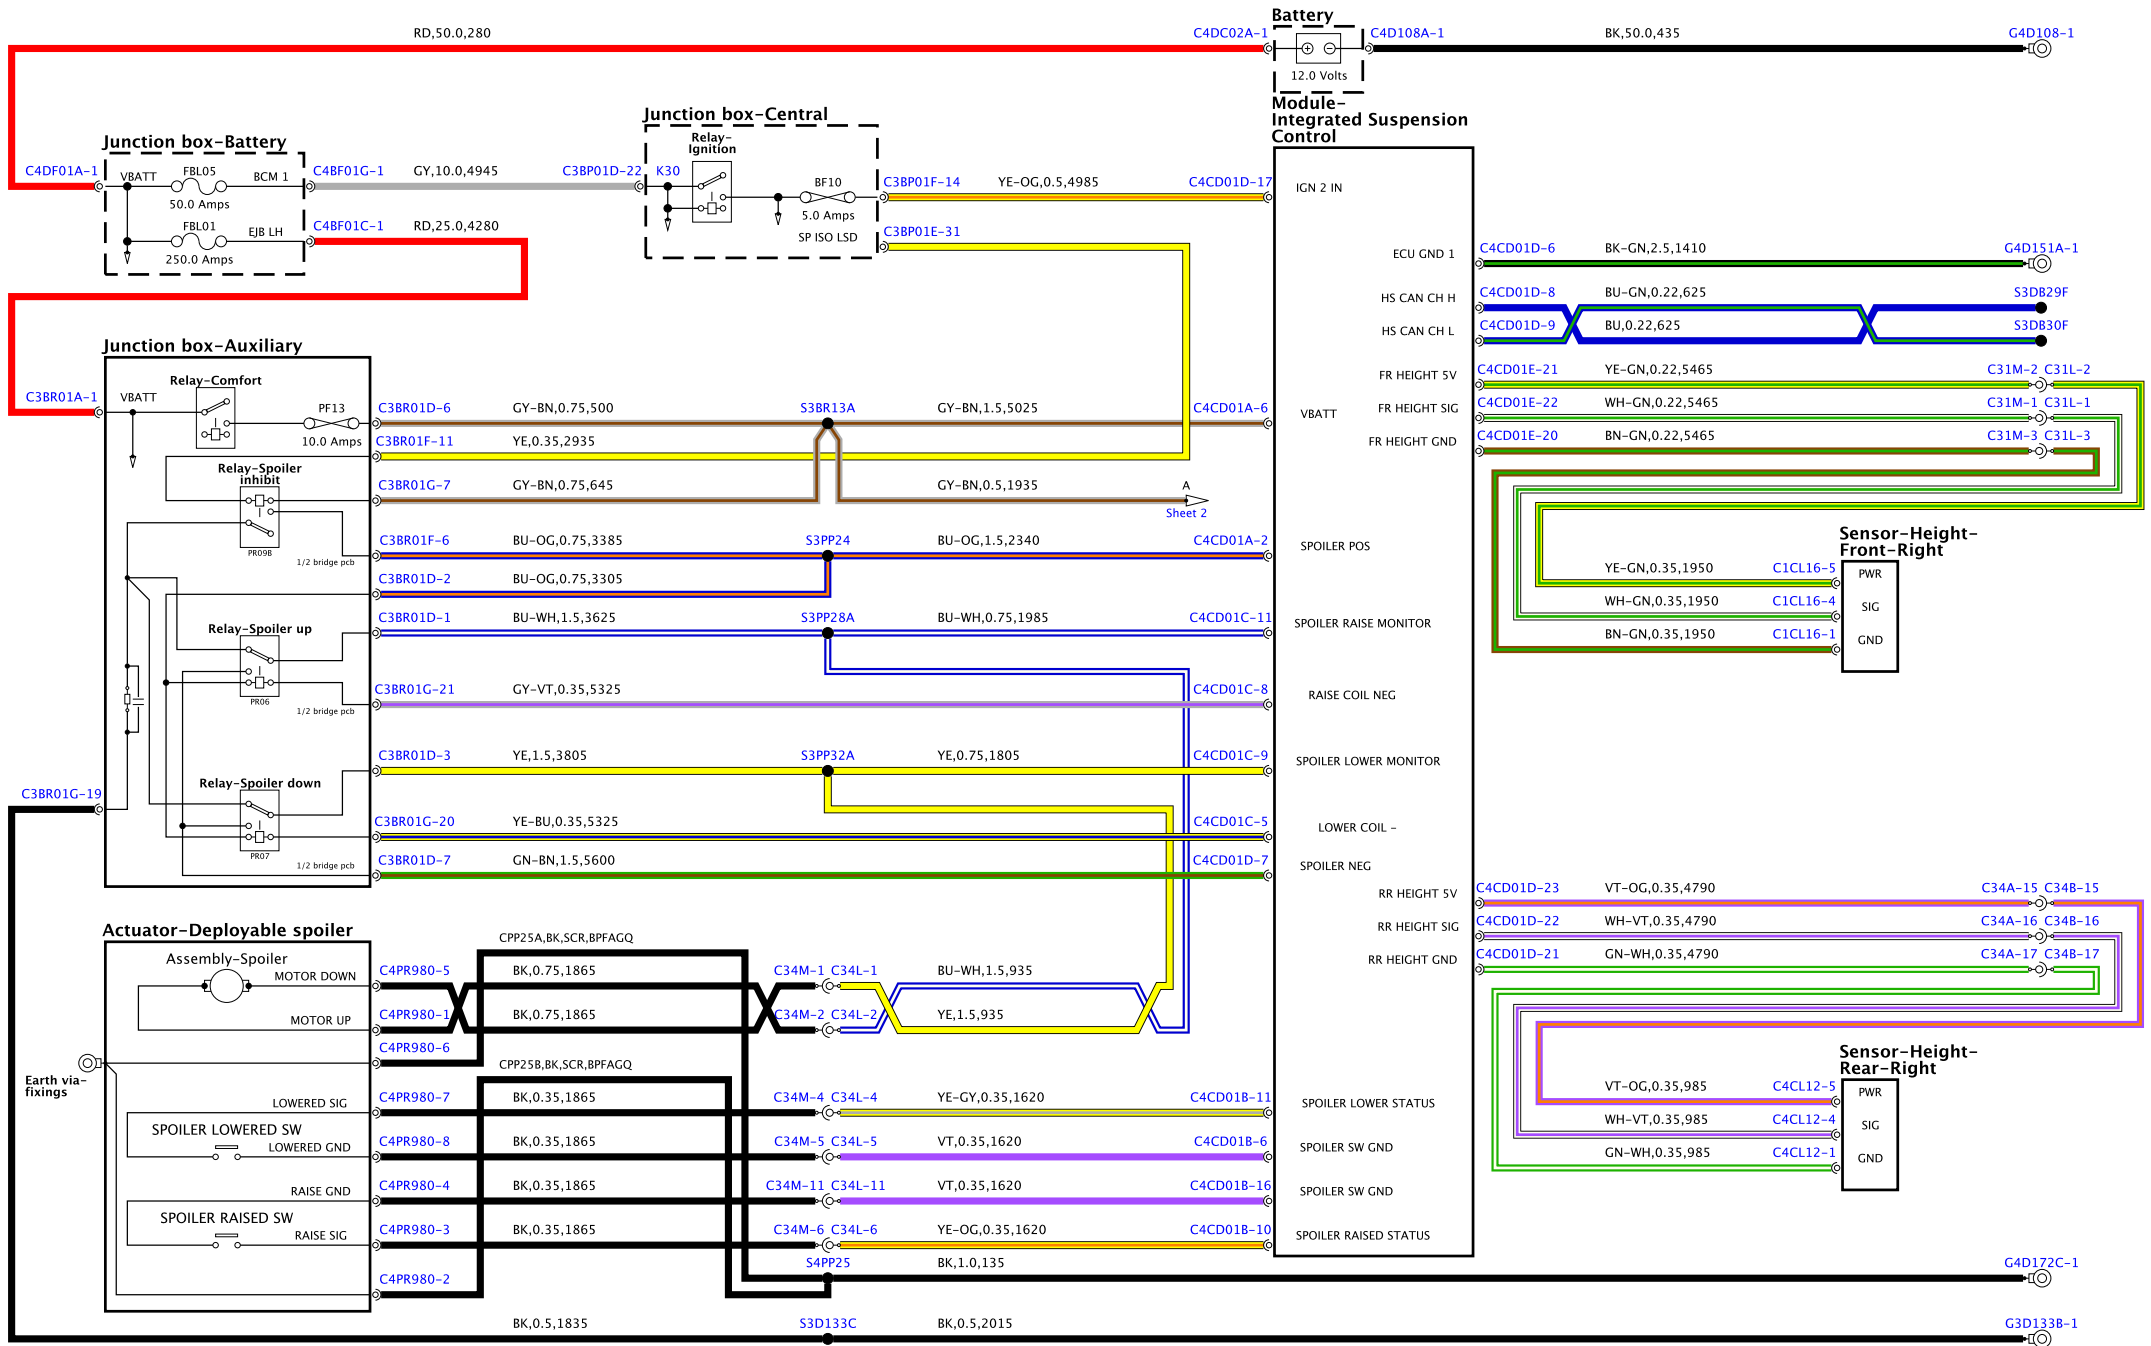 Battery
RD,50.0,280
C4DC02A-1
C4D108A-1
BK,50.0,435
G4D108-1
12.0 Volts
Module-
Integrated Suspension
Control
Junction box-Central
Relay-
Ignition
Junction box-Battery
C4DF01A-1
VBATT
FBL05
BCM 1
50.0 Amps
C4BF01G-1
GY,10.0,4945
C3BP01D-22
K30
BF10
5.0 Amps
SP ISO LSD
C3BP01F-14
YE-OG,0.5,4985
C4CD01D-17
IGN 2 IN
FBL01
EJB LH
250.0 Amps
C4BF01C-1
RD,25.0,4280
C3BP01E-31
ECU GND 1
C4CD01D-6
BK-GN,2.5,1410
G4D151A-1
HS CAN CH H
C4CD01D-8
BU-GN,0.22,625
S3DB29F
HS CAN CH L
C4CD01D-9
BU,0.22,625
S3DB30F
Junction box-Auxiliary
FR HEIGHT 5V
C4CD01E-21
YE-GN,0.22,5465
C31M-2
C31L-2
Relay-Comfort
C3BR01A-1
VBATT
PF13
10.0 Amps
C3BR01D-6
GY-BN,0.75,500
S3BR13A
GY-BN,1.5,5025
C4CD01A-6
VBATT
FR HEIGHT SIG
C4CD01E-22
WH-GN,0.22,5465
C31M-1
C31L-1
C3BR01F-11
YE,0.35,2935
FR HEIGHT GND
C4CD01E-20
BN-GN,0.22,5465
C31M-3
C31L-3
Relay-Spoiler
inhibit
C3BR01G-7
GY-BN,0.75,645
GY-BN,0.5,1935
A
Sheet 2
PR09B
1/2 bridge pcb
C3BR01F-6
BU-OG,0.75,3385
S3PP24
BU-OG,1.5,2340
C4CD01A-2
SPOILER POS
Sensor-Height-
Front-Right
C3BR01D-2
BU-OG,0.75,3305
YE-GN,0.35,1950
C1CL16-5
PWR
WH-GN,0.35,1950
C1CL16-4
SIG
BN-GN,0.35,1950
C1CL16-1
GND
Relay-Spoiler up
C3BR01D-1
BU-WH,1.5,3625
S3PP28A
BU-WH,0.75,1985
C4CD01C-11
SPOILER RAISE MONITOR
PR06
1/2 bridge pcb
C3BR01G-21
GY-VT,0.35,5325
C4CD01C-8
RAISE COIL NEG
C3BR01D-3
YE,1.5,3805
S3PP32A
YE,0.75,1805
C4CD01C-9
SPOILER LOWER MONITOR
Relay-Spoiler down
C3BR01G-19
PR07
1/2 bridge pcb
C3BR01G-20
YE-BU,0.35,5325
C4CD01C-5
LOWER COIL -
C3BR01D-7
GN-BN,1.5,5600
C4CD01D-7
SPOILER NEG
RR HEIGHT 5V
C4CD01D-23
VT-OG,0.35,4790
C34A-15
C34B-15
RR HEIGHT SIG
C4CD01D-22
WH-VT,0.35,4790
C34A-16
C34B-16
RR HEIGHT GND
C4CD01D-21
GN-WH,0.35,4790
C34A-17
C34B-17
Actuator-Deployable spoiler
Assembly-Spoiler
CPP25A,BK,SCR,BPFAGQ
MOTOR DOWN
C4PR980-5
BK,0.75,1865
C34M-1
C34L-1
BU-WH,1.5,935
MOTOR UP
C4PR980-1
BK,0.75,1865
C34M-2
C34L-2
YE,1.5,935
C4PR980-6
Earth via-
fixings
CPP25B,BK,SCR,BPFAGQ
Sensor-Height-
Rear-Right
VT-OG,0.35,985
C4CL12-5
PWR
WH-VT,0.35,985
C4CL12-4
SIG
GN-WH,0.35,985
C4CL12-1
GND
LOWERED SIG
C4PR980-7
BK,0.35,1865
C34M-4
C34L-4
YE-GY,0.35,1620
C4CD01B-11
SPOILER LOWER STATUS
SPOILER LOWERED SW
LOWERED GND
C4PR980-8
BK,0.35,1865
C34M-5
C34L-5
VT,0.35,1620
C4CD01B-6
SPOILER SW GND
RAISE GND
C4PR980-4
BK,0.35,1865
C34M-11
C34L-11
VT,0.35,1620
C4CD01B-16
SPOILER SW GND
SPOILER RAISED SW
RAISE SIG
C4PR980-3
BK,0.35,1865
C34M-6
C34L-6
YE-OG,0.35,1620
C4CD01B-10
SPOILER RAISED STATUS
C4PR980-2
S4PP25
BK,1.0,135
G4D172C-1
BK,0.5,1835
S3D133C
BK,0.5,2015
G3D133B-1